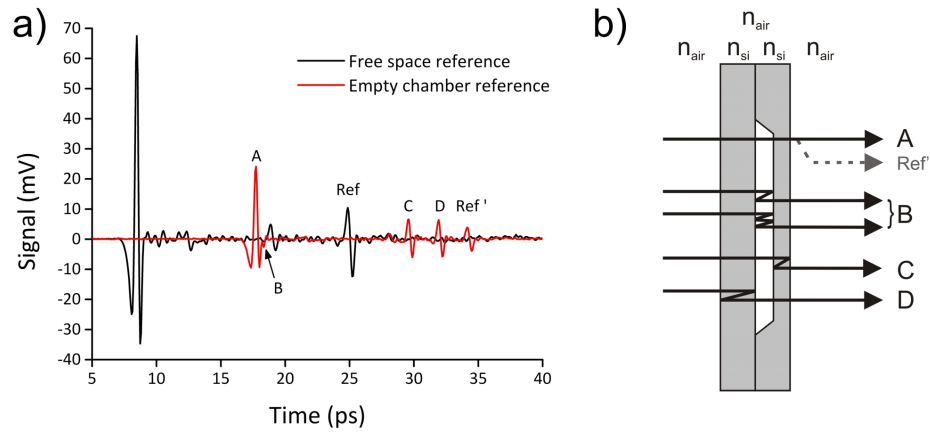 a)
70
60
50
40
30
20
10
0
-10
-20
-30
-40
Signal (mV)
5 10 15 20 25 30 35 40
Time (ps)
Free space reference
Empty chamber reference
A
B
Ref
C D Ref '
b)
n_air
n_air n_si n_si n_air
A
Ref'
} B
C
D